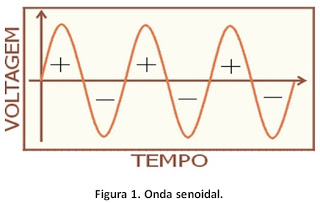 VOLTAGEM
+ + +
— — —
TEMPO
Figura 1. Onda senoidal.